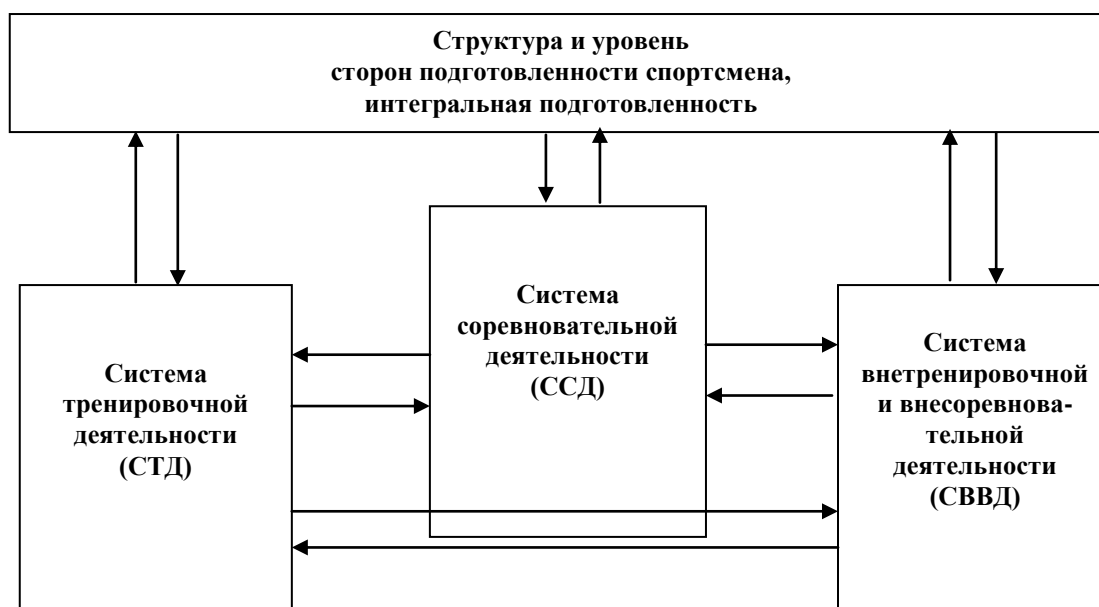 Структура и уровень
сторон подготовленности спортсмена,
интегральная подготовленность
Система
соревновательной
деятельности
(ССД)
Система
тренировочной
деятельности
(СТД)
Система
внетренировочной
и внесоревнова-
тельной
деятельности
(СВВД)